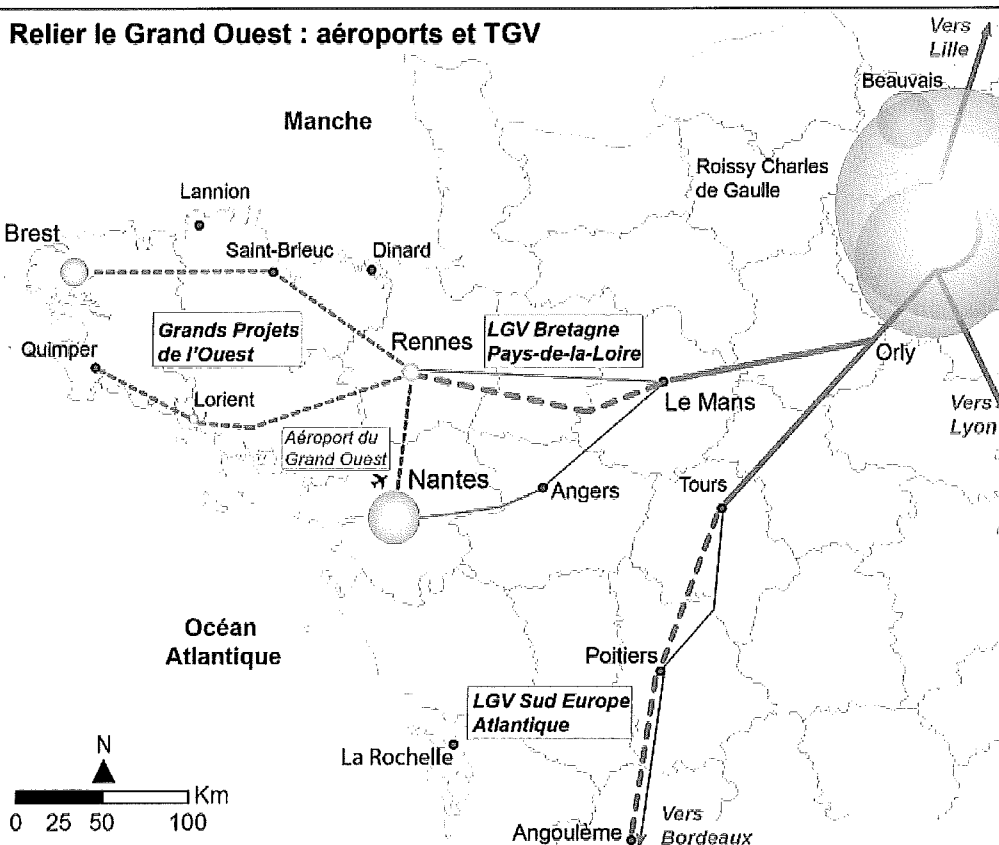 Relier le Grand Ouest : aéroports et TGV
Vers
Lille
Beauvais
Manche
Roissy Charles
de Gaulle
Lannion
Brest
Saint-Brieuc
Dinard
Grands Projets
de l'Ouest
Rennes
LGV Bretagne
Pays-de-la-Loire
Quimper
Orly
Lorient
Le Mans
Vers
Lyon
Aéroport du
Grand Ouest
Nantes
Angers
Tours
Océan
Atlantique
Poitiers
LGV Sud Europe
Atlantique
N
La Rochelle
Km
0 25 50 100
Angoulème
Vers
Bordeaux